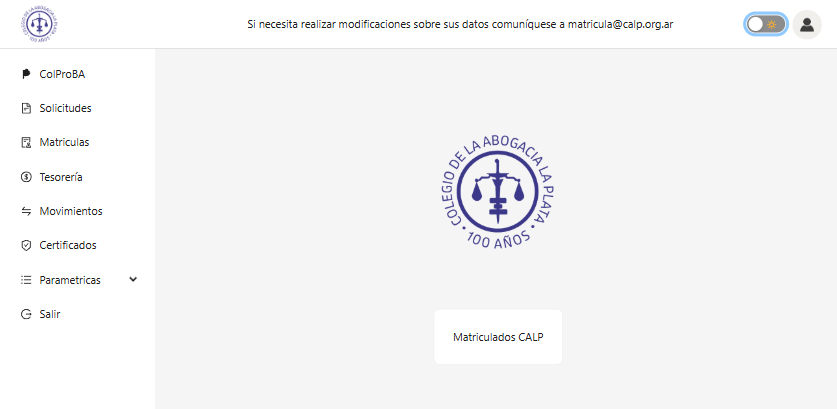 Si necesita realizar modificaciones sobre sus datos comuníquese a matricula@calp.org.ar
ColProBA
Solicitudes
Matriculas
Tesorería
Movimientos
Certificados
Parametricas
Salir
COLEGIO DE LA ABOGACÍA LA PLATA
100 AÑOS
Matriculados CALP